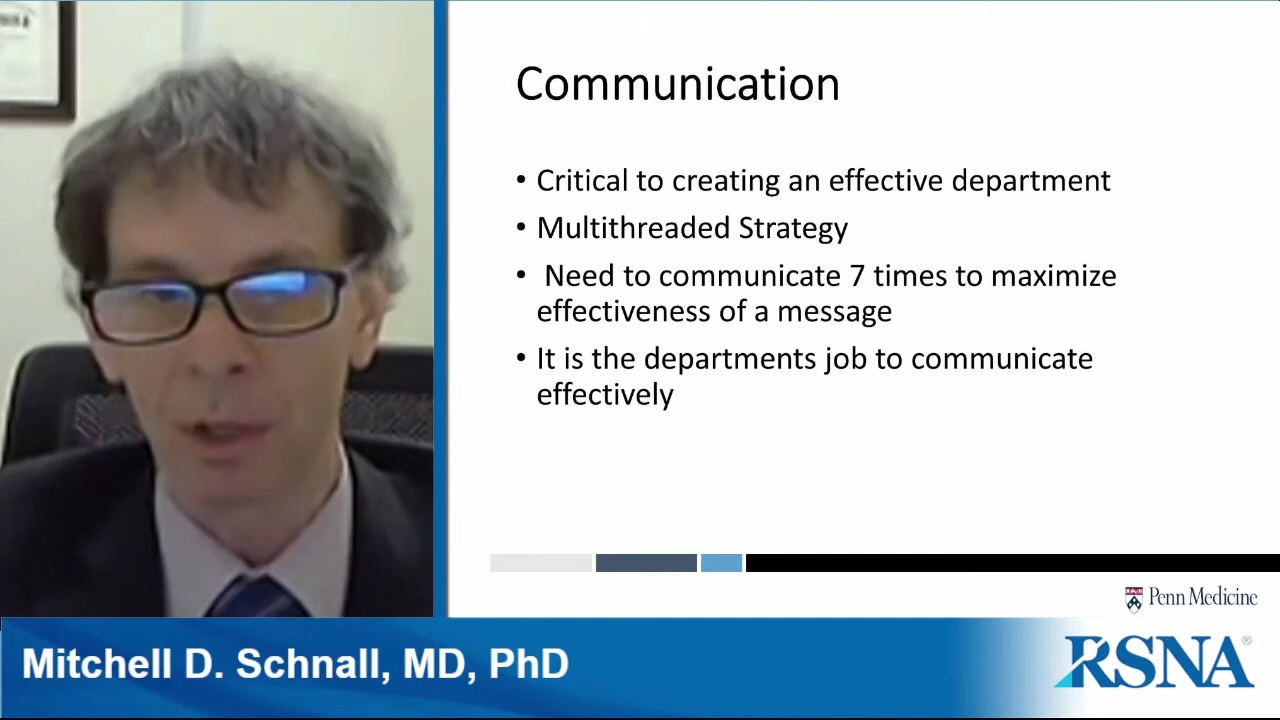 Communication
• Critical to creating an effective department
• Multithreaded Strategy
• Need to communicate 7 times to maximize
effectiveness of a message
• It is the departments job to communicate
effectively
Penn Medicine
Mitchell D. Schnall, MD, PhD
RSNA®